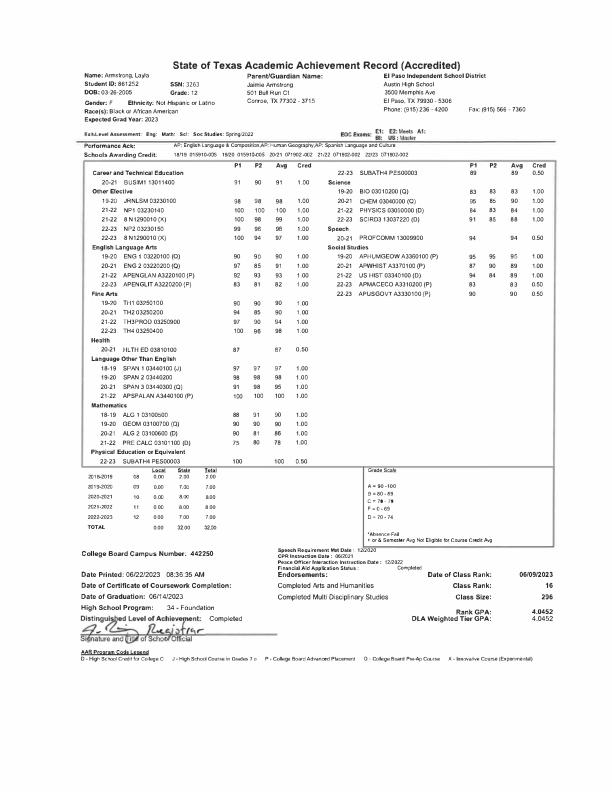 State of Texas Academic Achievement Record (Accredited)
Name: Armstrong, Layla
Student ID: 861252 SSN: 3263
DOB: 03-26-2005 Grade: 12
Gender: F Ethnicity: Not Hispanic or Latino
Race(s): Black or African American
Expected Grad Year: 2023
Parent/Guardian Name:
Jaimie Armstrong
501 Bull Run Ct
Conroe, TX 77302 - 3715
El Paso Independent School District
Austin High School
3500 Memphis Ave
El Paso, TX 79930 - 5306
Phone: (915) 236 - 4200 Fax: (915) 566 - 7360
Exit-Level Assessment: Eng: Math: Sci: Soc Studies: Spring/2022 EOC Exams: E1: E2: Meets A1:
BI: US: Master
Performance Ack: AP: English Language & Composition,AP: Human Geography,AP: Spanish Language and Culture
Schools Awarding Credit: 18/19 015910-005 19/20 015910-005 20/21 071902-002 21/22 071902-002 22/23 071902-002
P1 P2 Avg Cred
Career and Technical Education
20-21 BUSIM1 13011400 91 90 91 1.00
Other Elective
19-20 JRNLSM 03230100 98 98 98 1.00
21-22 NP1 03230140 100 100 100 1.00
21-22 8 N1290010 (X) 100 98 99 1.00
22-23 NP2 03230150 99 96 98 1.00
22-23 8 N1290010 (X) 100 94 97 1.00
English Language Arts
19-20 ENG 1 03220100 (Q) 90 90 90 1.00
20-21 ENG 2 03220200 (Q) 97 85 91 1.00
21-22 APENGLAN A3220100 (P) 92 93 93 1.00
22-23 APENGLIT A3220200 (P) 83 81 82 1.00
Fine Arts
19-20 TH1 03250100 90 90 90 1.00
20-21 TH2 03250200 94 85 90 1.00
21-22 TH3PROD 03250900 97 90 94 1.00
22-23 TH4 03250400 100 96 98 1.00
Health
20-21 HLTH ED 03810100 87 87 0.50
Language Other Than English
18-19 SPAN 1 03440100 (J) 97 97 97 1.00
19-20 SPAN 2 03440200 98 98 98 1.00
20-21 SPAN 3 03440300 (Q) 91 98 95 1.00
21-22 APSPALAN A3440100 (P) 100 100 100 1.00
Mathematics
18-19 ALG 1 03100500 88 91 90 1.00
19-20 GEOM 03100700 (Q) 90 90 90 1.00
20-21 ALG 2 03100600 (D) 90 81 86 1.00
21-22 PRE CALC 03101100 (D) 75 80 78 1.00
Physical Education or Equivalent
22-23 SUBATH4 PES00003 100 100 0.50
P1 P2 Avg Cred
22-23 SUBATH4 PES00003 89 89 0.50
Science
19-20 BIO 03010200 (Q) 83 83 83 1.00
20-21 CHEM 03040000 (Q) 95 85 90 1.00
21-22 PHYSICS 03050000 (D) 84 83 84 1.00
22-23 SCIRD3 13037220 (D) 91 85 88 1.00
Speech
20-21 PROFCOMM 13009900 94 94 0.50
Social Studies
19-20 APHUMGEOW A3360100 (P) 95 95 95 1.00
20-21 APWHIST A3370100 (P) 87 90 89 1.00
21-22 US HIST 03340100 (D) 94 84 89 1.00
22-23 APMACECO A3310200 (P) 83 83 0.50
22-23 APUSGOVT A3330100 (P) 90 90 0.50
Local State Total
2018-2019 08 0.00 2.00 2.00
2019-2020 09 0.00 7.00 7.00
2020-2021 10 0.00 8.00 8.00
2021-2022 11 0.00 8.00 8.00
2022-2023 12 0.00 7.00 7.00
TOTAL 0.00 32.00 32.00
Grade Scale
A = 90 -100
B = 80 - 89
C = 75 - 79
F = 0 - 69
D = 70 - 74
*Absence Fail
+ or & Semester Avg Not Eligible for Course Credit Avg
College Board Campus Number: 442250
Speech Requirement Met Date : 12/2020
CPR Instruction Date : 06/2021
Peace Officer Interaction Instruction Date : 12/2022
Financial Aid Application Status : Completed
Date Printed: 06/22/2023 08:36:35 AM
Date of Certificate of Coursework Completion:
Date of Graduation: 06/14/2023
High School Program: 34 - Foundation
Distinguished Level of Achievement: Completed
Endorsements:
Completed Arts and Humanities
Completed Multi Disciplinary Studies
Date of Class Rank: 06/09/2023
Class Rank: 16
Class Size: 296
Rank GPA: 4.0452
DLA Weighted Tier GPA: 4.0452
Registrar
Signature and Title of School Official
AAR Program Code Legend
D - High School Credit for College C J - High School Course in Grades 7 o P - College Board Advanced Placement Q - College Board Pre-Ap Course X - Innovative Course (Experimental)